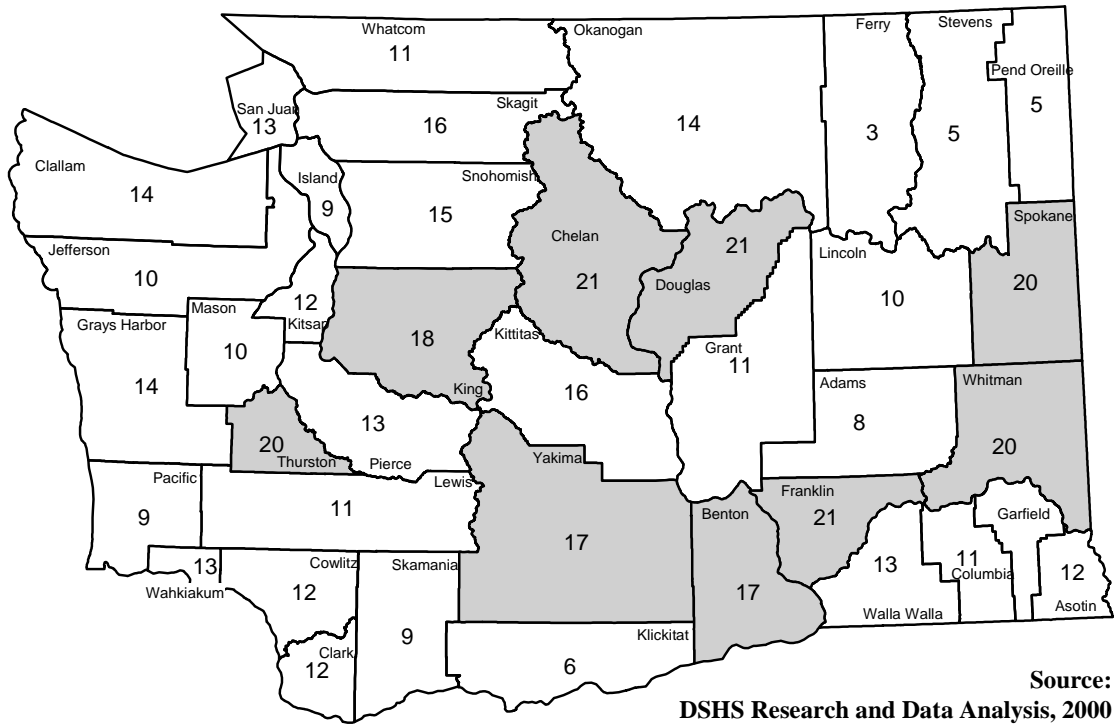 Whatcom
11
Okanogan
14
Ferry
3
Stevens
5
Pend Oreille
5
San Juan
13
Skagit
16
Clallam
14
Island
9
Snohomish
15
Chelan
21
21
Douglas
Spokane
20
Jefferson
10
Lincoln
10
Mason
10
12
Kitsap
18
King
Kittitas
16
Grant
11
Grays Harbor
14
Adams
8
Whitman
20
13
Pierce
20
Thurston
Yakima
17
Lewis
11
Pacific
9
Franklin
21
Benton
17
Garfield
13
Walla Walla
11
Columbia
12
Asotin
13
Wahkiakum
Cowlitz
12
Skamania
9
Clark
12
Klickitat
6
Source:
DSHS Research and Data Analysis, 2000